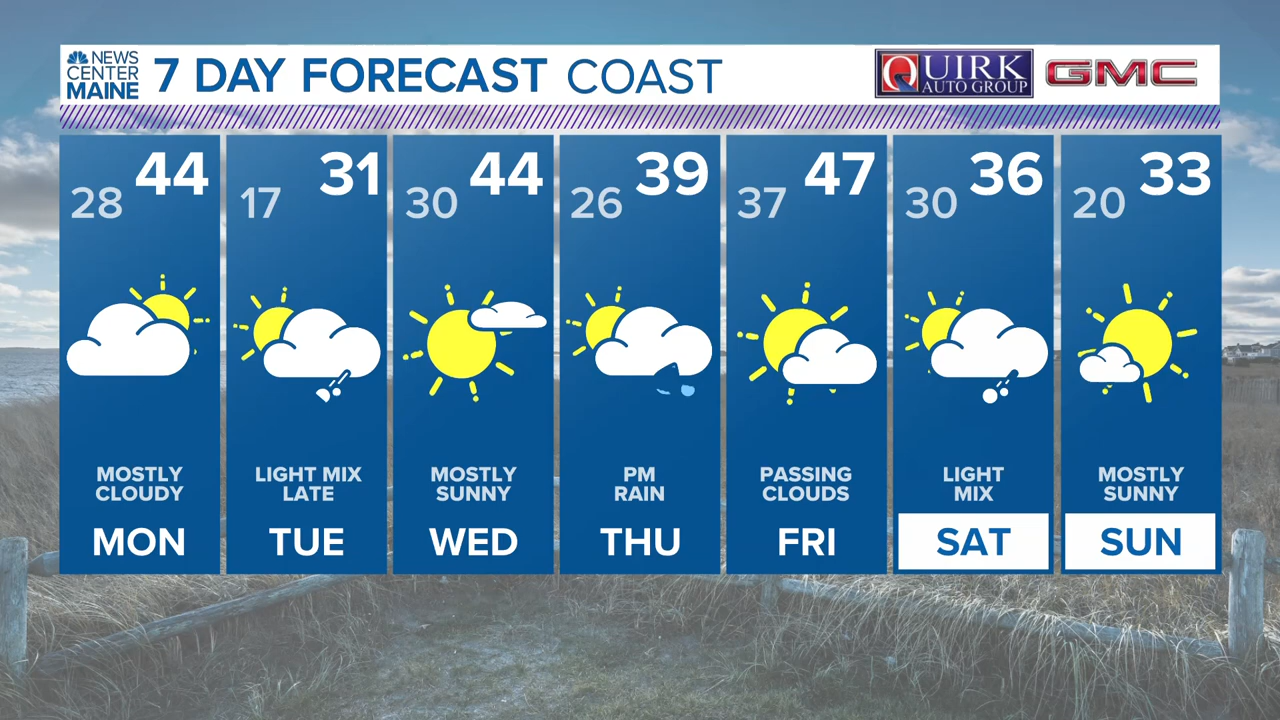 NEWS
CENTER
MAINE
7 DAY FORECAST COAST
QUIRK
AUTO GROUP
GMC
28 44
17 31
30 44
26 39
37 47
30 36
20 33
MOSTLY
CLOUDY
LIGHT MIX
LATE
MOSTLY
SUNNY
PM
RAIN
PASSING
CLOUDS
LIGHT
MIX
MOSTLY
SUNNY
MON
TUE
WED
THU
FRI
SAT
SUN